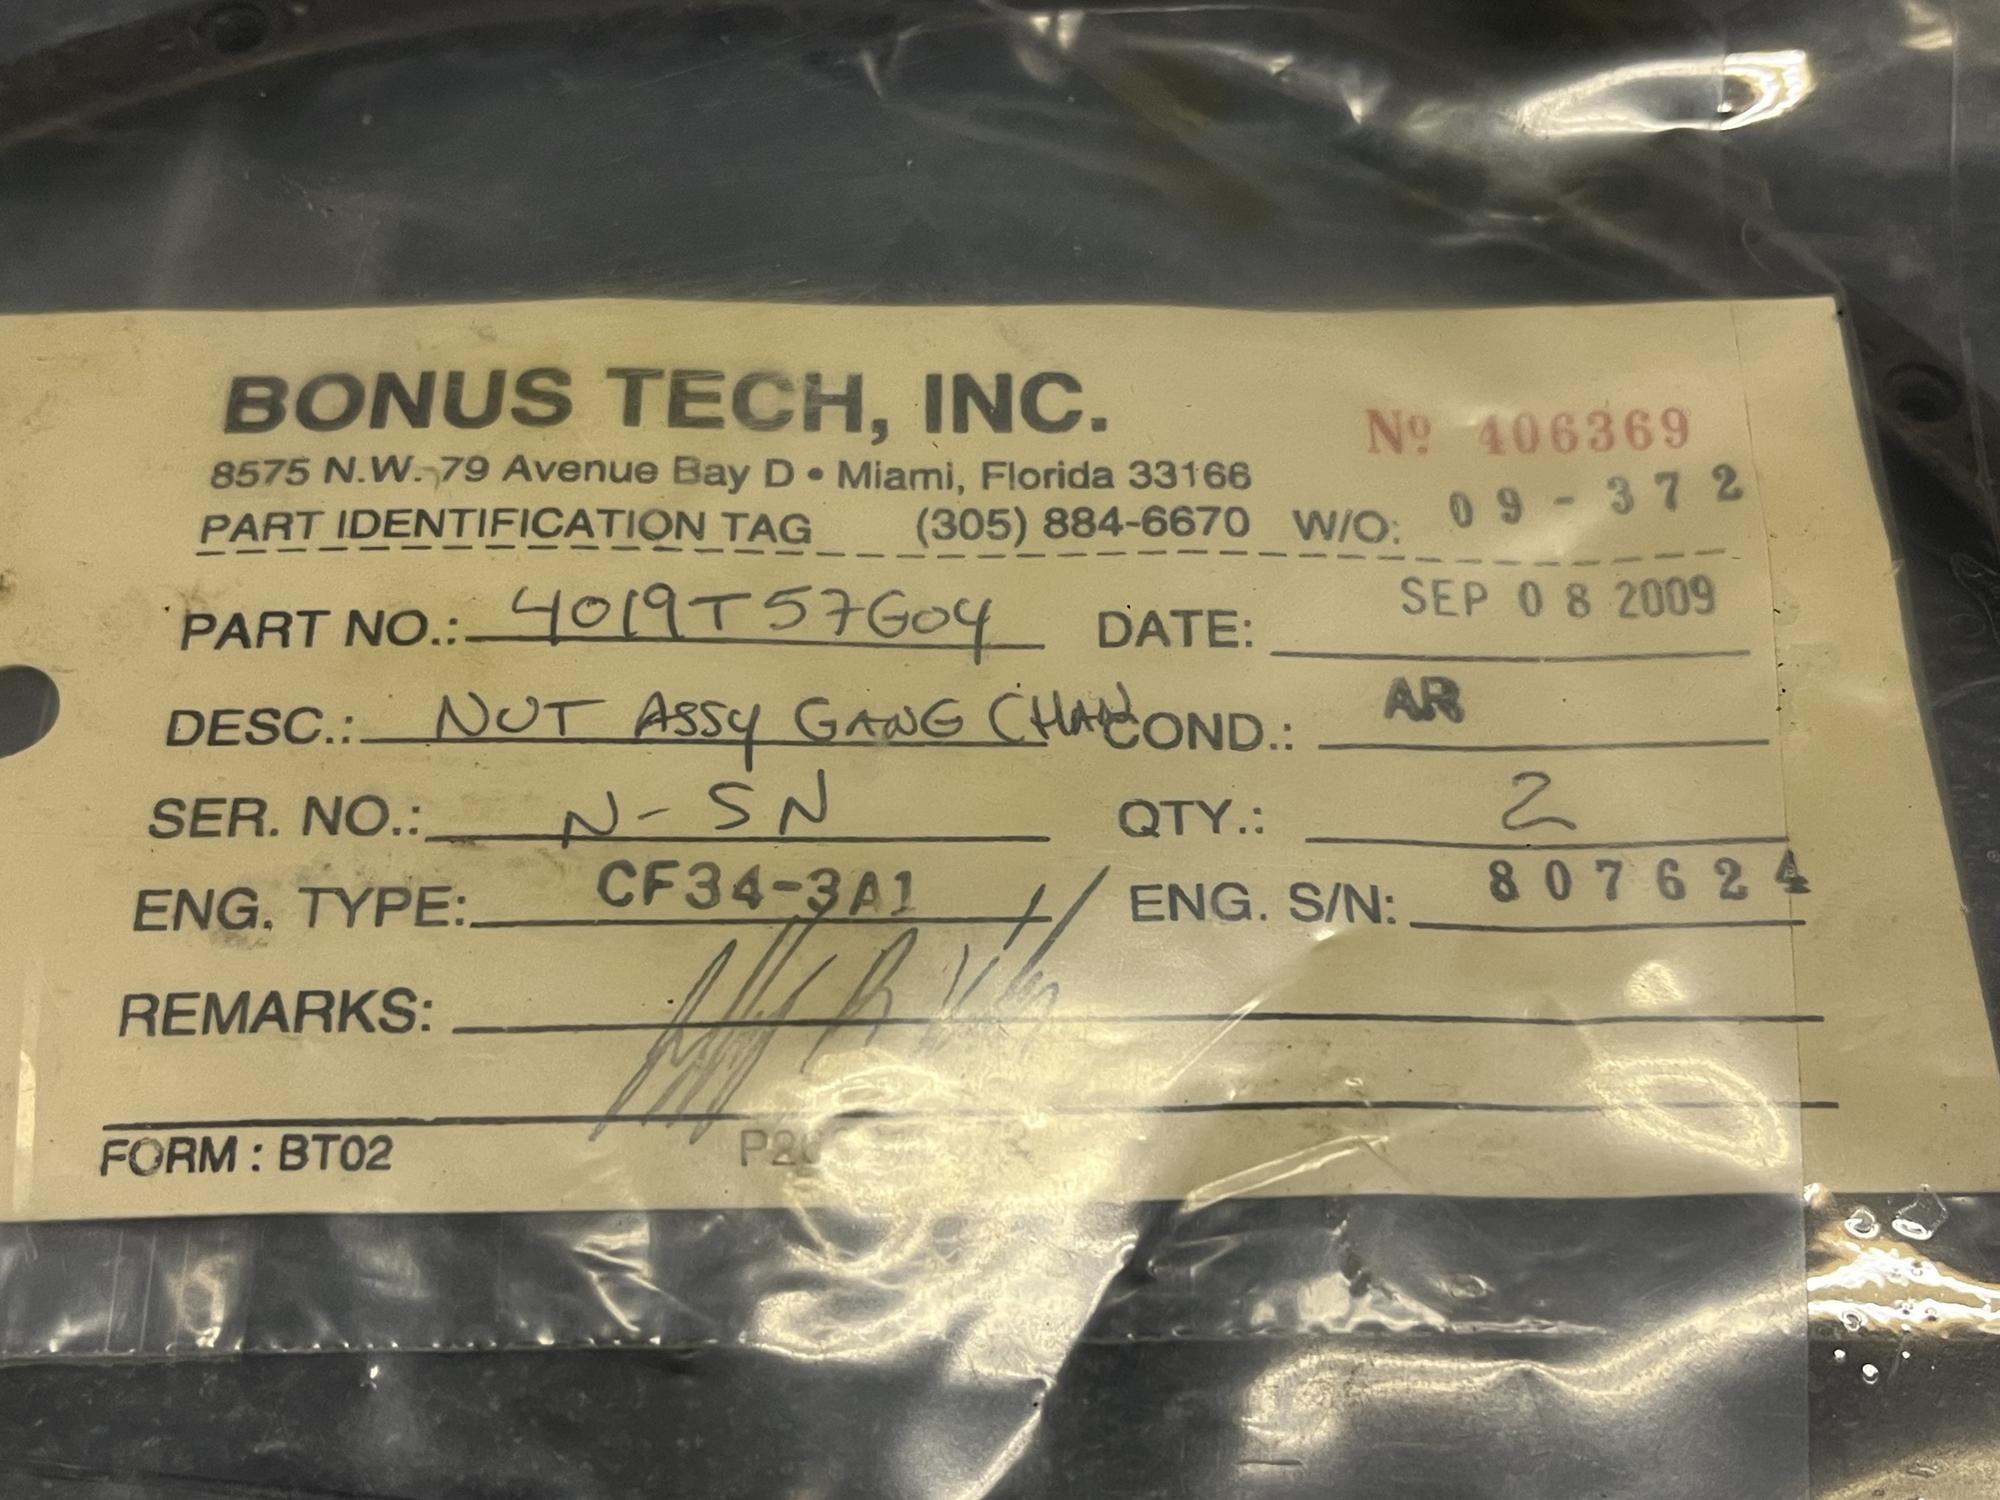 BONUS TECH, INC.
Nº 406369
8575 N.W. 79 Avenue Bay D • Miami, Florida 33166
PART IDENTIFICATION TAG (305) 884-6670 W/O: 09-372
PART NO.: 4019T57G04 DATE: SEP 08 2009
DESC.: NUT ASSY GANG CHAN COND.: AR
SER. NO.: N-SN QTY.: 2
ENG. TYPE: CF34-3A1 ENG. S/N: 807624
REMARKS:
FORM : BT02